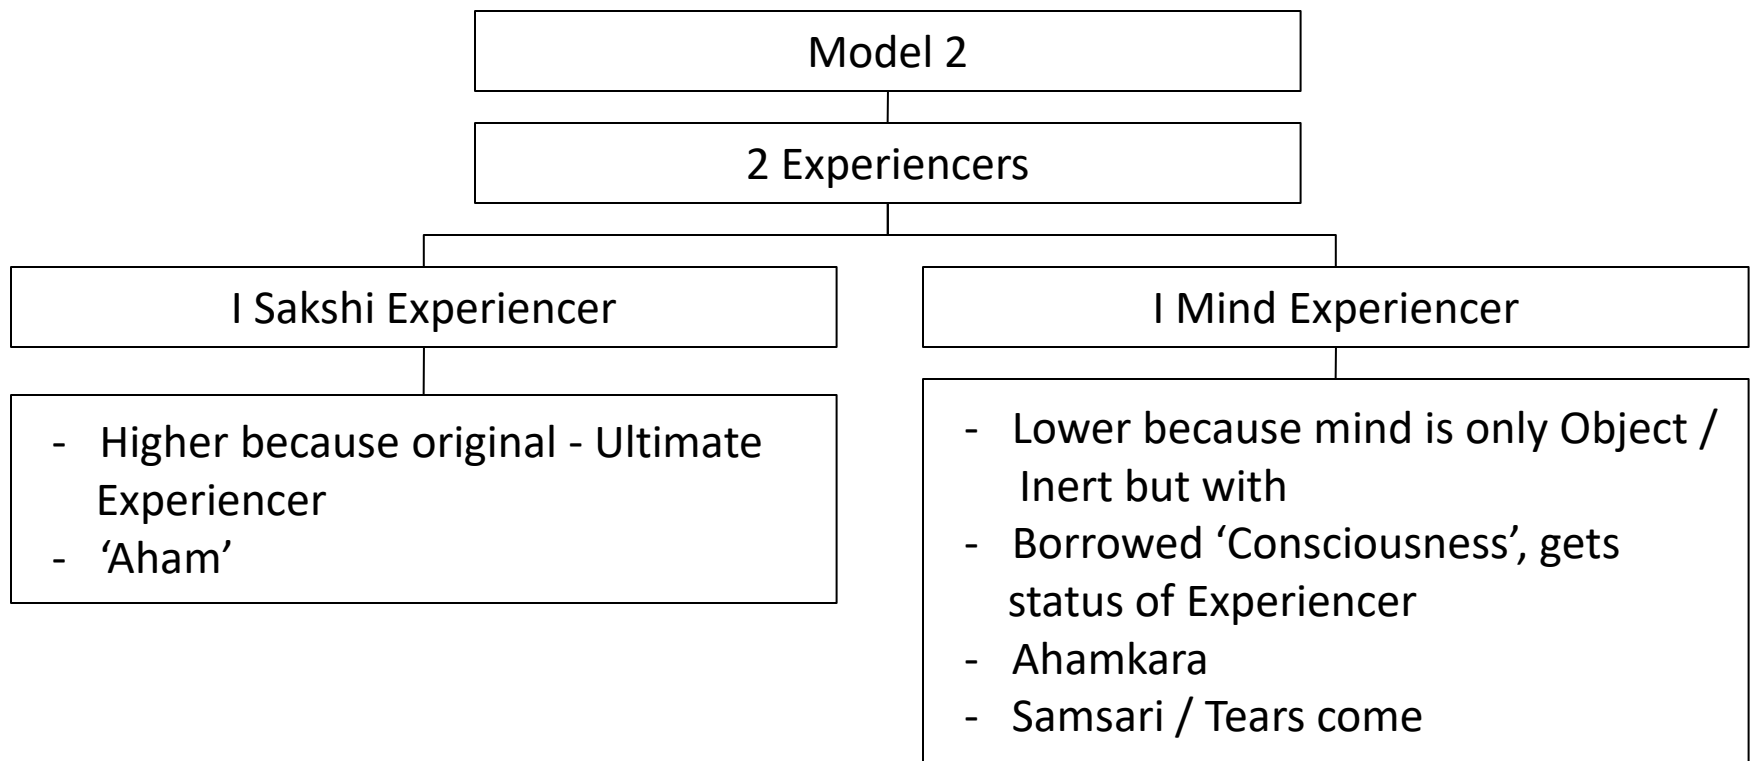 Model 2
2 Experiencers
I Sakshi Experiencer
I Mind Experiencer
- Higher because original - Ultimate
Experiencer
- ‘Aham’
- Lower because mind is only Object /
Inert but with
- Borrowed ‘Consciousness’, gets
status of Experiencer
- Ahamkara
- Samsari / Tears come